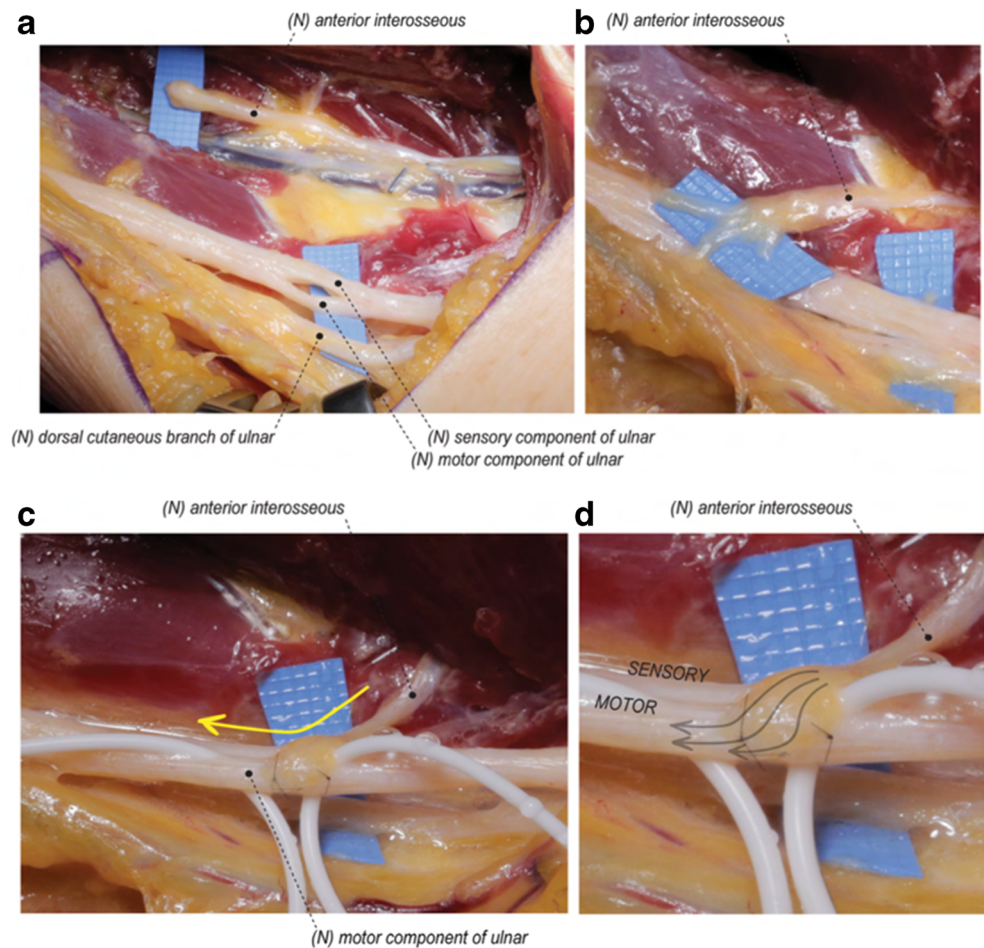 a
(N) anterior interosseous
b
(N) anterior interosseous
(N) dorsal cutaneous branch of ulnar
(N) sensory component of ulnar
(N) motor component of ulnar
c
(N) anterior interosseous
d
(N) anterior interosseous
SENSORY
MOTOR
(N) motor component of ulnar